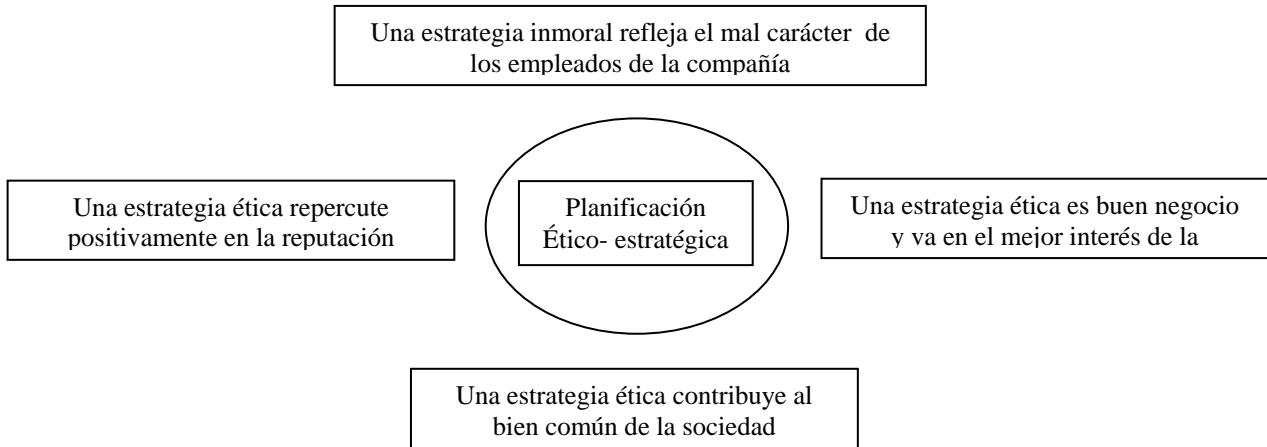 Una estrategia inmoral refleja el mal carácter de
los empleados de la compañía
Una estrategia ética repercute
positivamente en la reputación
Planificación
Ético- estratégica
Una estrategia ética es buen negocio
y va en el mejor interés de la
Una estrategia ética contribuye al
bien común de la sociedad